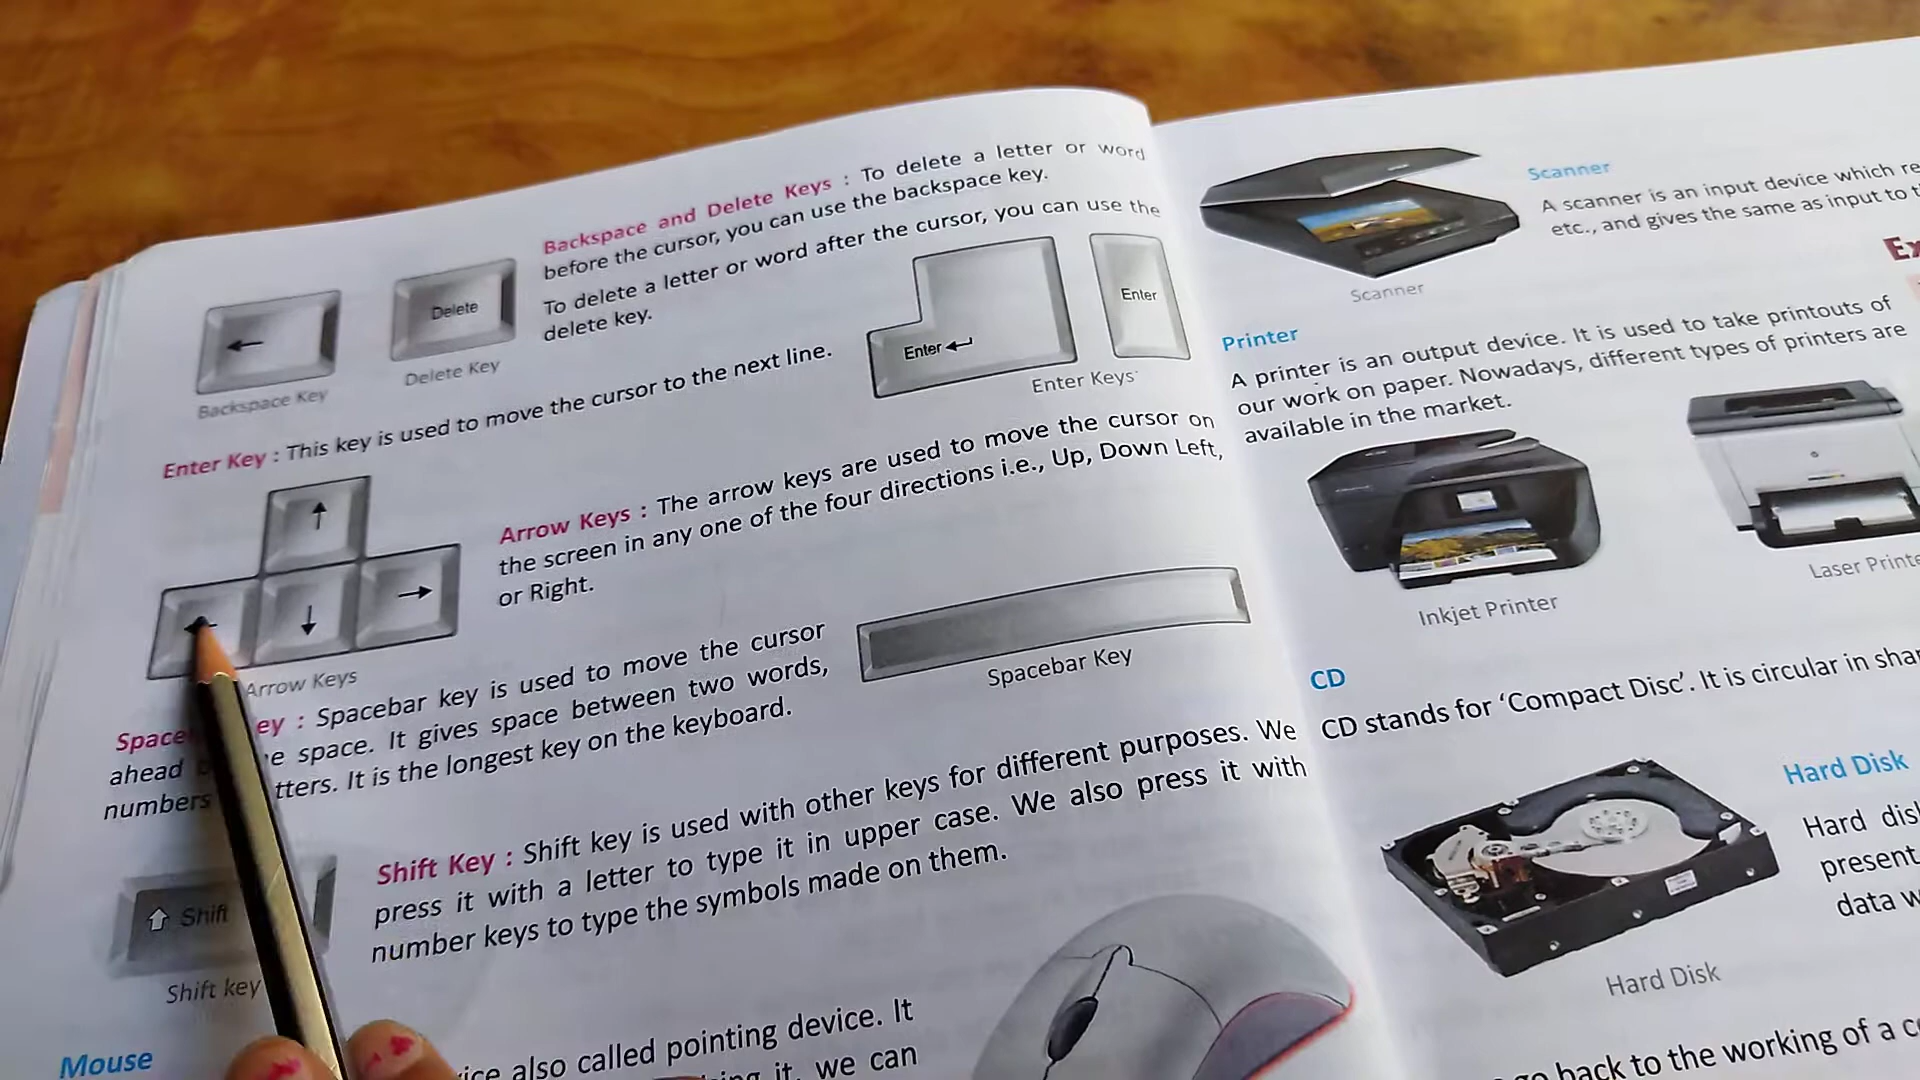 Backspace and Delete Keys : To delete a letter or word
before the cursor, you can use the backspace key.
To delete a letter or word after the cursor, you can use the
delete key.
Delete
Backspace Key
Delete Key
Enter
Enter
Enter Keys
Enter Key : This key is used to move the cursor to the next line.
Arrow Keys : The arrow keys are used to move the cursor on
the screen in any one of the four directions i.e., Up, Down Left,
or Right.
Arrow Keys
ey : Spacebar key is used to move the cursor
ahead e space. It gives space between two words,
numbers tters. It is the longest key on the keyboard.
Spacebar Key
Shift Key : Shift key is used with other keys for different purposes. We
press it with a letter to type it in upper case. We also press it with
number keys to type the symbols made on them.
Shift
Shift key
Mouse
ice also called pointing device. It
it, we can
Scanner
A scanner is an input device which re
etc., and gives the same as input to t
Scanner
Ex
Printer
A printer is an output device. It is used to take printouts of
our work on paper. Nowadays, different types of printers are
available in the market.
Inkjet Printer
Laser Printe
CD
CD stands for ‘Compact Disc’. It is circular in shap
Hard Disk
Hard disk
present
data w
Hard Disk
go back to the working of a co